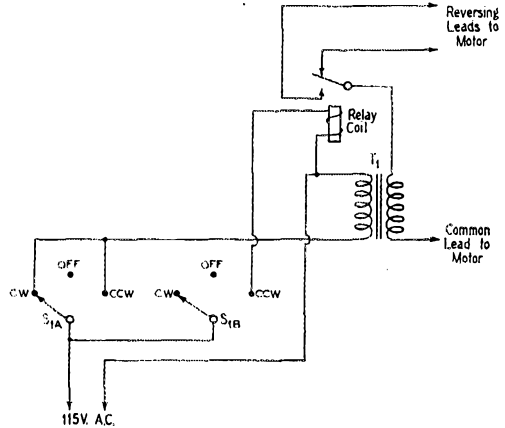 Reversing
Leads to
Motor
Relay
Coil
T1
Common
Lead to
Motor
OFF
OFF
CW
CCW
CW
CCW
S1A
S1B
115V. A.C.